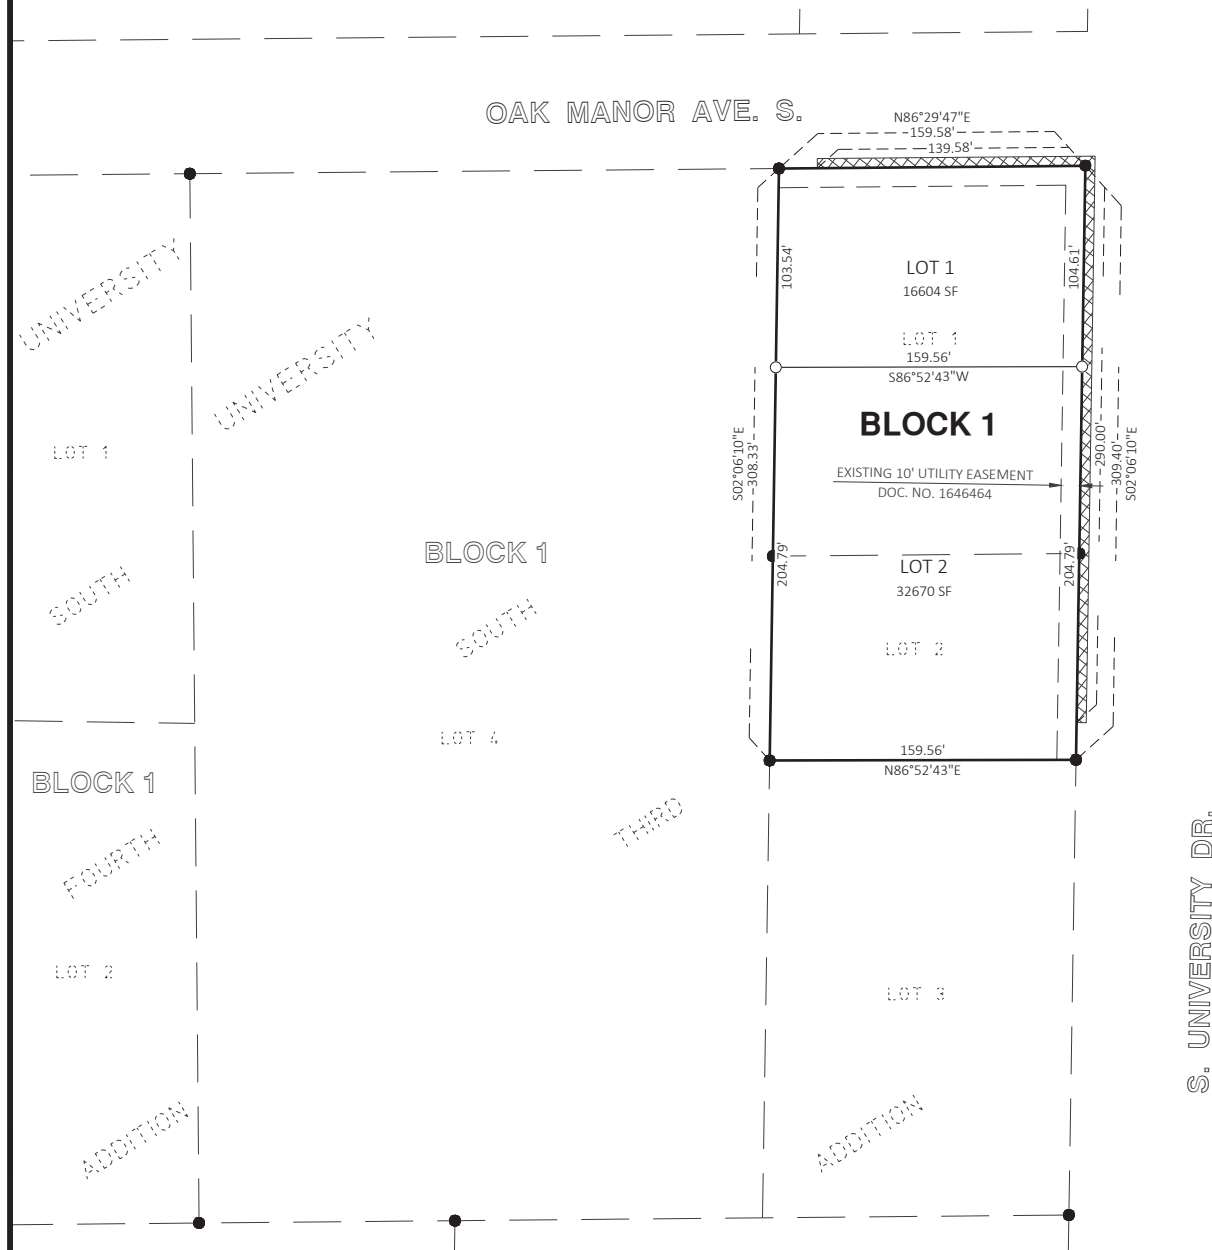 OAK MANOR AVE. S.
N86°29'47"E
159.58'
139.58'
UNIVERSITY
UNIVERSITY
103.54'
104.61'
LOT 1
16604 SF
LOT 1
159.56'
S86°52'43"W
BLOCK 1
LOT 1
S02°06'10"E
308.33'
290.00'
309.40'
S02°06'10"E
EXISTING 10' UTILITY EASEMENT
DOC. NO. 1646464
BLOCK 1
204.79'
204.79'
LOT 2
32670 SF
SOUTH
SOUTH
LOT 2
LOT 4
159.56'
N86°52'43"E
BLOCK 1
THIRD
FOURTH
LOT 2
LOT 3
S. UNIVERSITY DR.
ADDITION
ADDITION